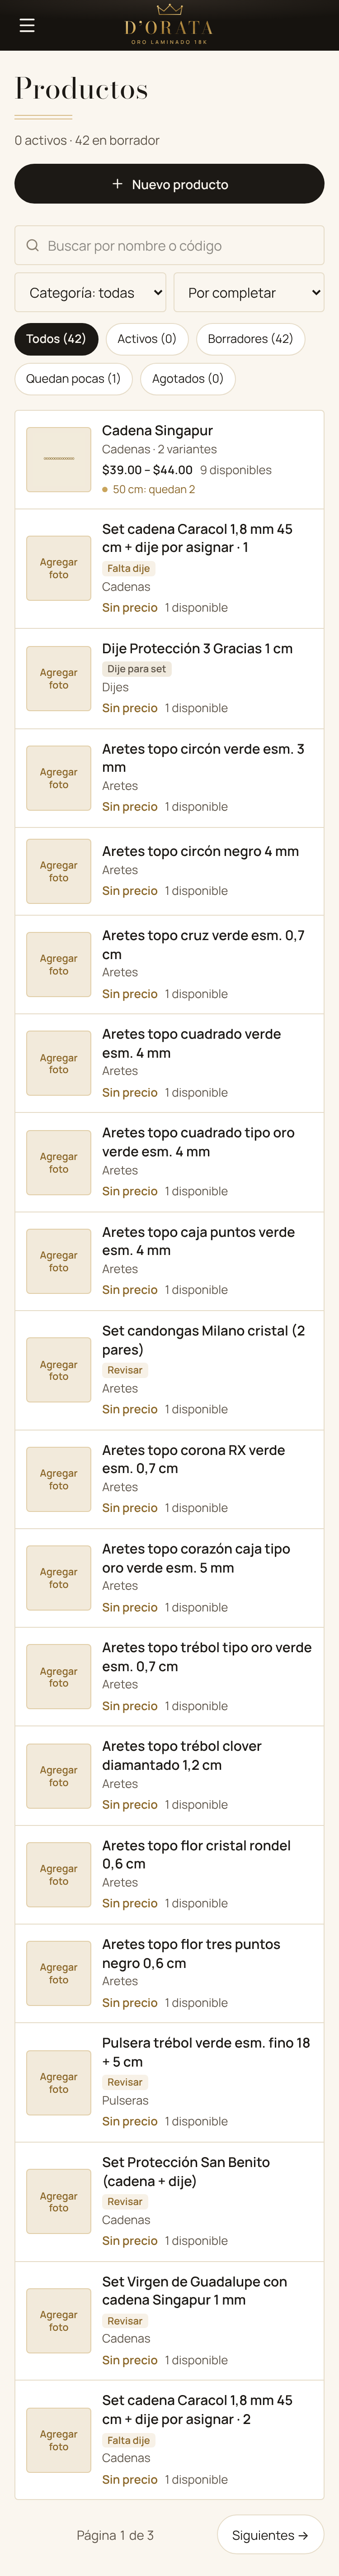 D'ORATA
ORO LAMINADO 18K
Productos
0 activos · 42 en borrador
+ Nuevo producto
Buscar por nombre o código
Categoría: todas
Por completar
Todos (42)
Activos (0)
Borradores (42)
Quedan pocas (1)
Agotados (0)
Cadena Singapur
Cadenas · 2 variantes
$39.00 – $44.00 9 disponibles
50 cm: quedan 2
Agregar
foto
Set cadena Caracol 1,8 mm 45
cm + dije por asignar · 1
Falta dije
Cadenas
Sin precio 1 disponible
Agregar
foto
Dije Protección 3 Gracias 1 cm
Dije para set
Dijes
Sin precio 1 disponible
Agregar
foto
Aretes topo circón verde esm. 3
mm
Aretes
Sin precio 1 disponible
Agregar
foto
Aretes topo circón negro 4 mm
Aretes
Sin precio 1 disponible
Agregar
foto
Aretes topo cruz verde esm. 0,7
cm
Aretes
Sin precio 1 disponible
Agregar
foto
Aretes topo cuadrado verde
esm. 4 mm
Aretes
Sin precio 1 disponible
Agregar
foto
Aretes topo cuadrado tipo oro
verde esm. 4 mm
Aretes
Sin precio 1 disponible
Agregar
foto
Aretes topo caja puntos verde
esm. 4 mm
Aretes
Sin precio 1 disponible
Agregar
foto
Set candongas Milano cristal (2
pares)
Revisar
Aretes
Sin precio 1 disponible
Agregar
foto
Aretes topo corona RX verde
esm. 0,7 cm
Aretes
Sin precio 1 disponible
Agregar
foto
Aretes topo corazón caja tipo
oro verde esm. 5 mm
Aretes
Sin precio 1 disponible
Agregar
foto
Aretes topo trébol tipo oro verde
esm. 0,7 cm
Aretes
Sin precio 1 disponible
Agregar
foto
Aretes topo trébol clover
diamantado 1,2 cm
Aretes
Sin precio 1 disponible
Agregar
foto
Aretes topo flor cristal rondel
0,6 cm
Aretes
Sin precio 1 disponible
Agregar
foto
Aretes topo flor tres puntos
negro 0,6 cm
Aretes
Sin precio 1 disponible
Agregar
foto
Pulsera trébol verde esm. fino 18
+ 5 cm
Revisar
Pulseras
Sin precio 1 disponible
Agregar
foto
Set Protección San Benito
(cadena + dije)
Revisar
Cadenas
Sin precio 1 disponible
Agregar
foto
Set Virgen de Guadalupe con
cadena Singapur 1 mm
Revisar
Cadenas
Sin precio 1 disponible
Agregar
foto
Set cadena Caracol 1,8 mm 45
cm + dije por asignar · 2
Falta dije
Cadenas
Sin precio 1 disponible
Página 1 de 3
Siguientes →